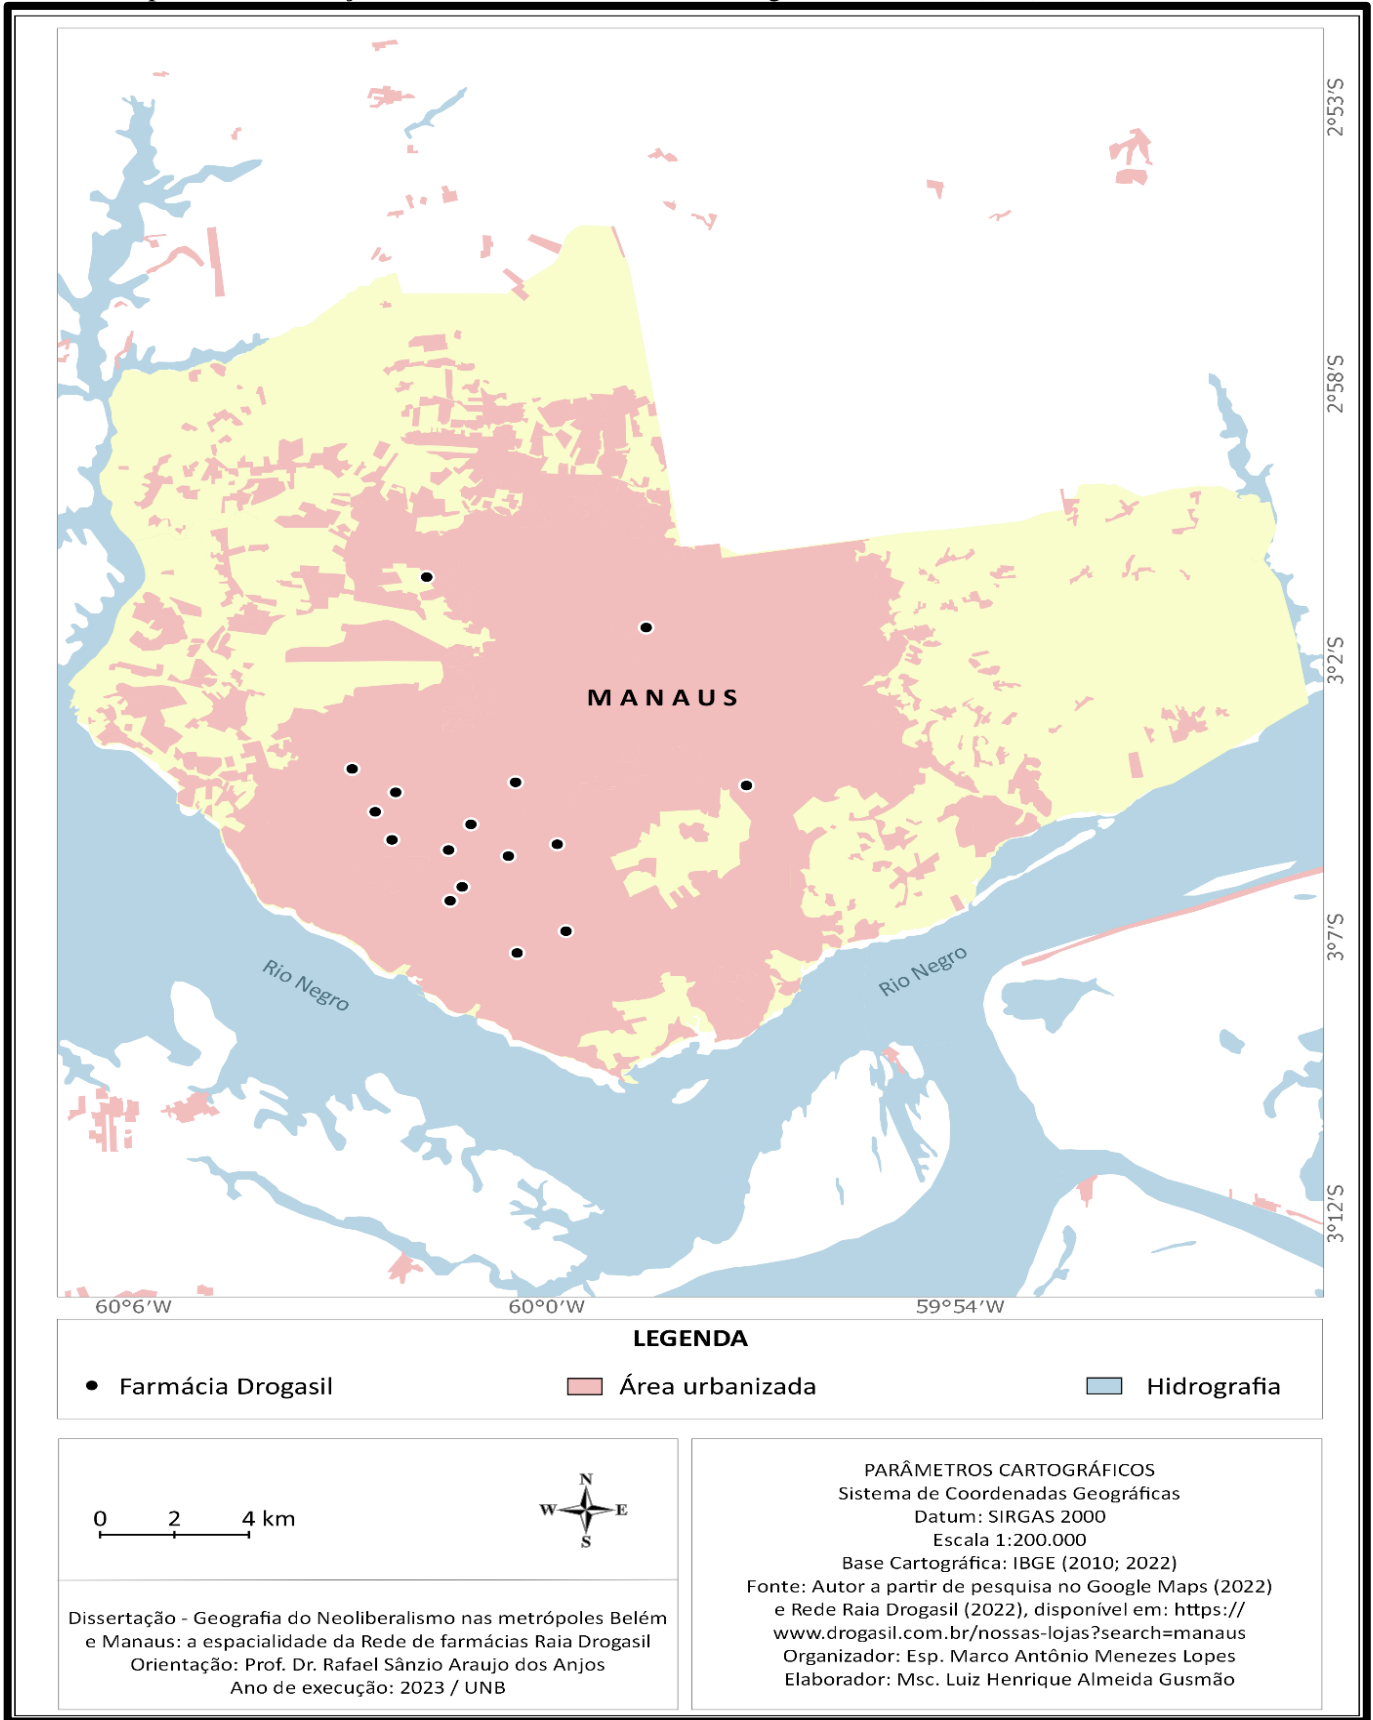 2°53'S
2°58'S
3°2'S
MANAUS
3°7'S
Rio Negro
Rio Negro
3°12'S
60°6'W
60°0'W
59°54'W
LEGENDA
Farmácia Drogasil
Área urbanizada
Hidrografia
0 2 4 km
N
W E
S
Dissertação - Geografia do Neoliberalismo nas metrópoles Belém
e Manaus: a espacialidade da Rede de farmácias Raia Drogasil
Orientação: Prof. Dr. Rafael Sânzio Araujo dos Anjos
Ano de execução: 2023 / UNB
PARÂMETROS CARTOGRÁFICOS
Sistema de Coordenadas Geográficas
Datum: SIRGAS 2000
Escala 1:200.000
Base Cartográfica: IBGE (2010; 2022)
Fonte: Autor a partir de pesquisa no Google Maps (2022)
e Rede Raia Drogasil (2022), disponível em: https://
www.drogasil.com.br/nossas-lojas?search=manaus
Organizador: Esp. Marco Antônio Menezes Lopes
Elaborador: Msc. Luiz Henrique Almeida Gusmão